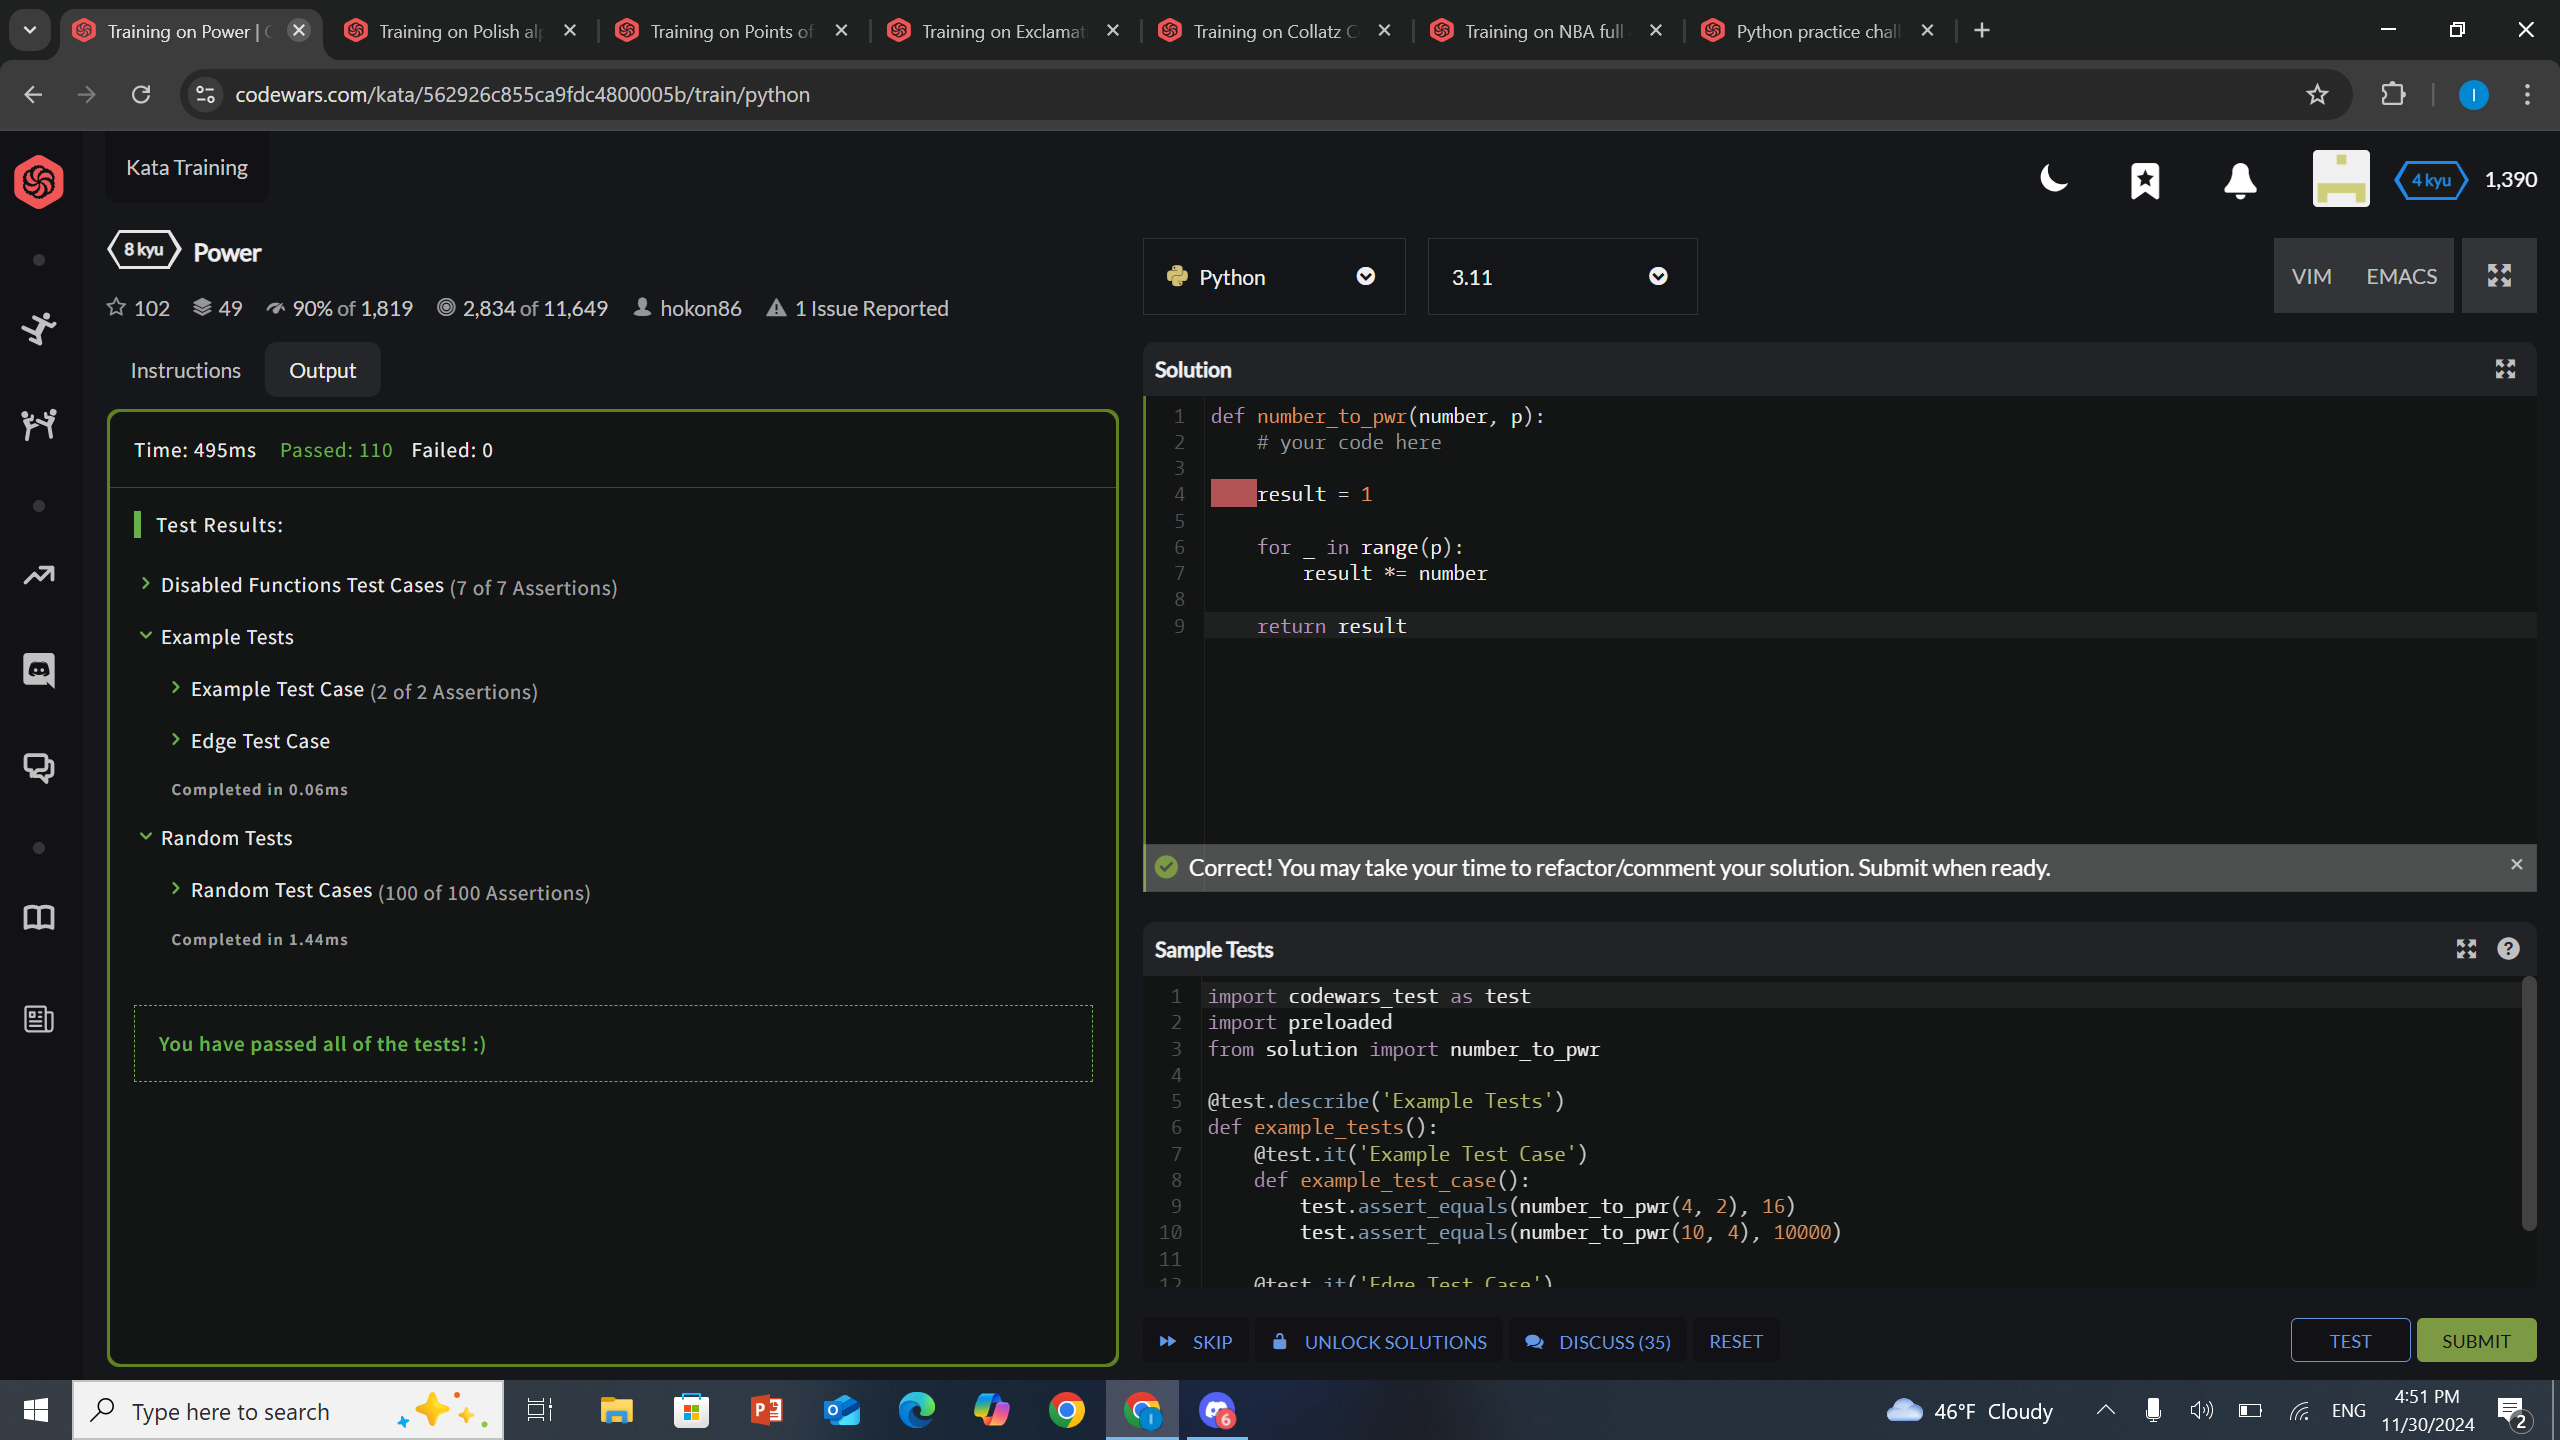 Training on Power | C
Training on Polish al
Training on Points of
Training on Exclamat
Training on Collatz C
Training on NBA full
Python practice chall
codewars.com/kata/562926c855ca9fdc4800005b/train/python
I
Kata Training
4 kyu
1,390
8 kyu
Power
102
49
90% of 1,819
2,834 of 11,649
hokon86
1 Issue Reported
Python
3.11
VIM
EMACS
Instructions
Output
Time: 495ms Passed: 110 Failed: 0
Test Results:
Disabled Functions Test Cases (7 of 7 Assertions)
Example Tests
Example Test Case (2 of 2 Assertions)
Edge Test Case
Completed in 0.06ms
Random Tests
Random Test Cases (100 of 100 Assertions)
Completed in 1.44ms
You have passed all of the tests! :)
Solution
1 def number_to_pwr(number, p):
2     # your code here
3
4     result = 1
5
6     for _ in range(p):
7         result *= number
8
9     return result
Correct! You may take your time to refactor/comment your solution. Submit when ready.
Sample Tests
1 import codewars_test as test
2 import preloaded
3 from solution import number_to_pwr
4
5 @test.describe('Example Tests')
6 def example_tests():
7     @test.it('Example Test Case')
8     def example_test_case():
9         test.assert_equals(number_to_pwr(4, 2), 16)
10         test.assert_equals(number_to_pwr(10, 4), 10000)
11
12     @test.it('Edge Test Case')
SKIP
UNLOCK SOLUTIONS
DISCUSS (35)
RESET
TEST
SUBMIT
Type here to search
6
46°F Cloudy
ENG
4:51 PM
11/30/2024
2